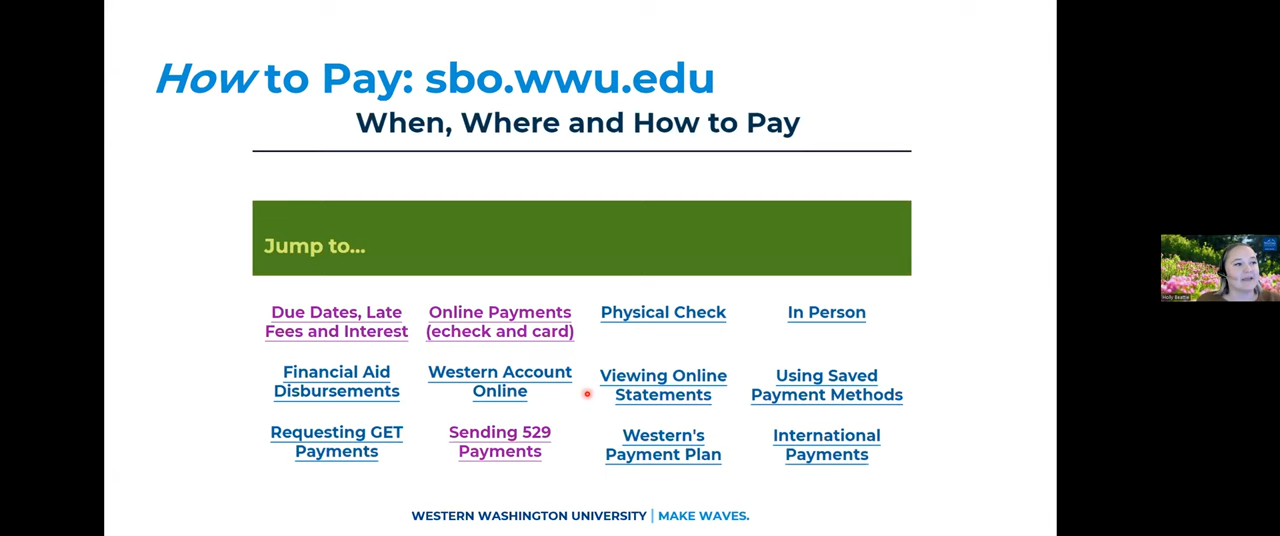 How to Pay: sbo.wwu.edu
When, Where and How to Pay
Jump to...
Due Dates, Late
Fees and Interest
Online Payments
(echeck and card)
Physical Check
In Person
Financial Aid
Disbursements
Western Account
Online
Viewing Online
Statements
Using Saved
Payment Methods
Requesting GET
Payments
Sending 529
Payments
Western's
Payment Plan
International
Payments
WESTERN WASHINGTON UNIVERSITY | MAKE WAVES.
Holly Beattie